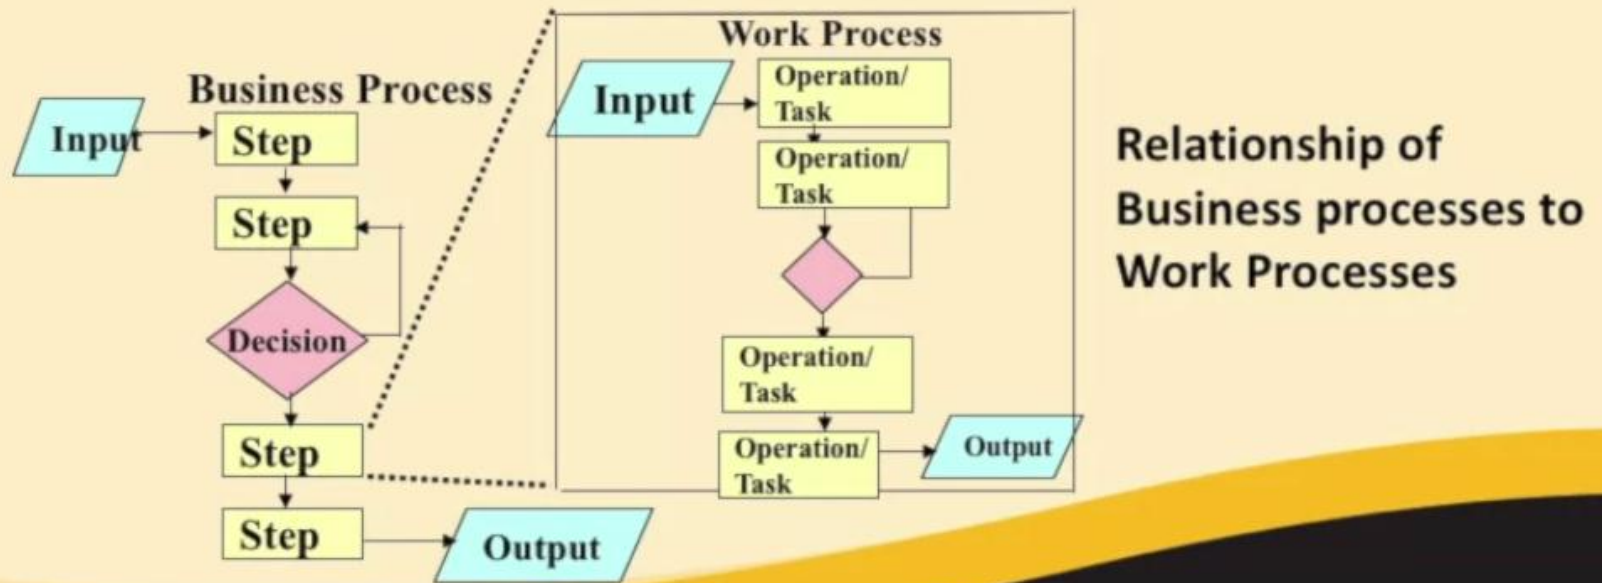 Business Process
Input
Step
Step
Decision
Step
Step
Output
Work Process
Input
Operation/
Task
Operation/
Task
Operation/
Task
Operation/
Task
Output
Relationship of
Business processes to
Work Processes